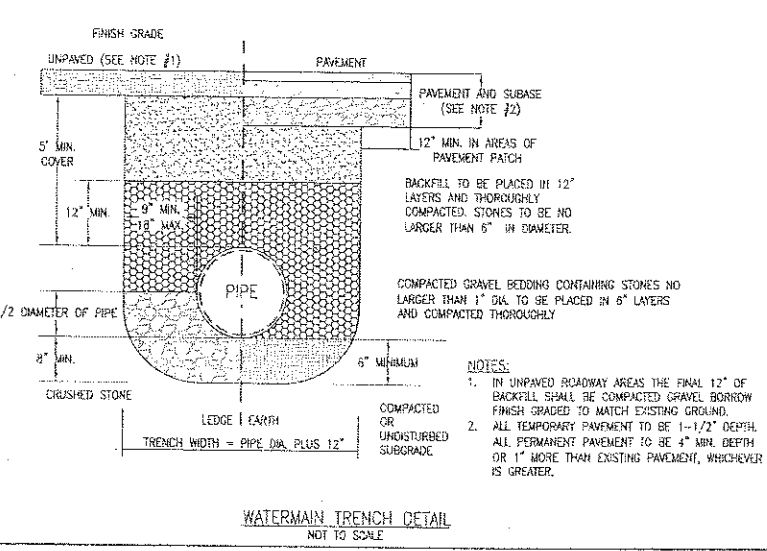 FINISH GRADE
UNPAVED (SEE NOTE #1)
PAVEMENT
PAVEMENT AND SUBASE
(SEE NOTE #2)
5' MIN.
COVER
12" MIN. IN AREAS OF
PAVEMENT PATCH
12" MIN.
9" MIN.
18" MAX.
BACKFILL TO BE PLACED IN 12"
LAYERS AND THOROUGHLY
COMPACTED. STONES TO BE NO
LARGER THAN 6" IN DIAMETER.
PIPE
COMPACTED GRAVEL BEDDING CONTAINING STONES NO
LARGER THAN 1" DIA. TO BE PLACED IN 6" LAYERS
AND COMPACTED THOROUGHLY
/2 DIAMETER OF PIPE
MIN.
6" MINIMUM
CRUSHED STONE
LEDGE EARTH
COMPACTED
OR
UNDISTURBED
SUBGRADE
TRENCH WIDTH = PIPE DIA. PLUS 12"
NOTES:
1. IN UNPAVED ROADWAY AREAS THE FINAL 12" OF
BACKFILL SHALL BE COMPACTED GRAVEL BORROW
FINISH GRADED TO MATCH EXISTING GROUND.
2. ALL TEMPORARY PAVEMENT TO BE 1-1/2" DEPTH.
ALL PERMANENT PAVEMENT TO BE 4" MIN. DEPTH
OR 1" MORE THAN EXISTING PAVEMENT, WHICHEVER
IS GREATER.
WATERMAIN TRENCH DETAIL
NOT TO SCALE